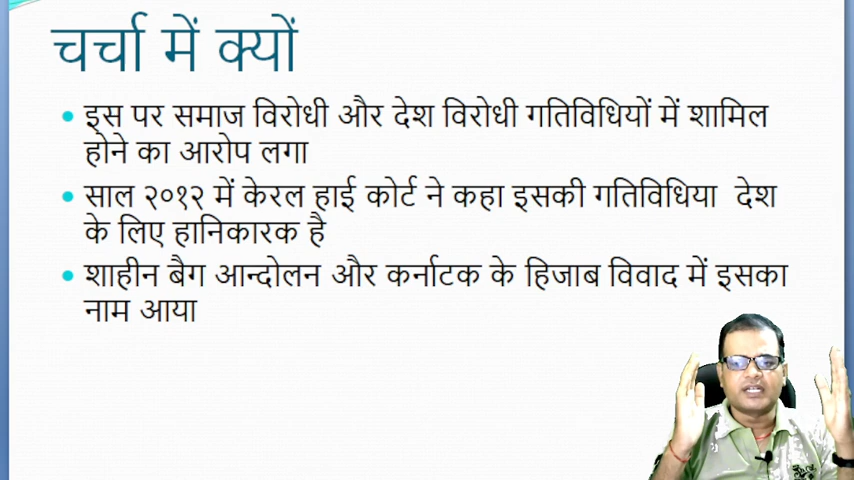 चर्चा में क्यों
• इस पर समाज विरोधी और देश विरोधी गतिविधियों में शामिल
होने का आरोप लगा
• साल २०१२ में केरल हाई कोर्ट ने कहा इसकी गतिविधिया देश
के लिए हानिकारक है
• शाहीन बैग आन्दोलन और कर्नाटक के हिजाब विवाद में इसका
नाम आया